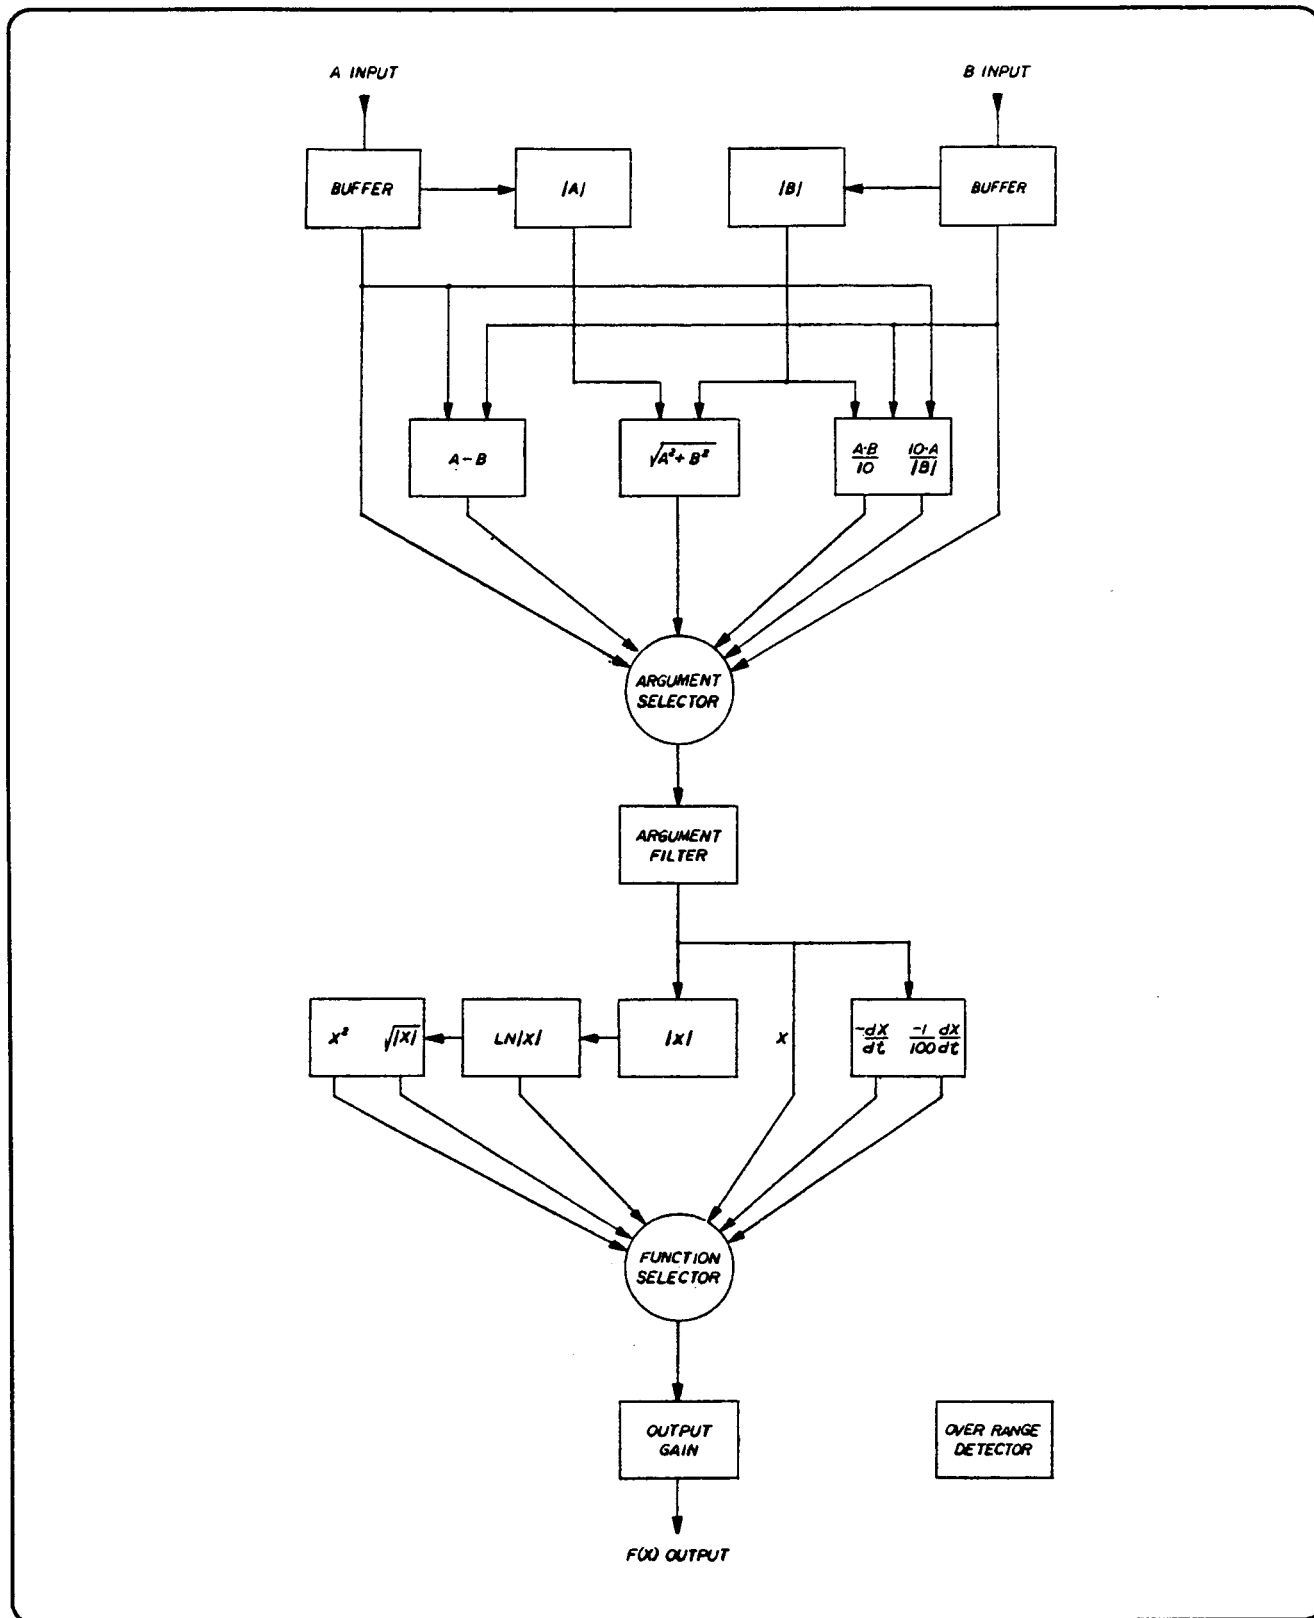 A INPUT
B INPUT
BUFFER
|A|
|B|
BUFFER
A-B
√A²+B²
A·B/10 10·A/|B|
ARGUMENT
SELECTOR
ARGUMENT
FILTER
X² √|X|
LN|X|
|X|
X
-dX/dt -1/100 dX/dt
FUNCTION
SELECTOR
OUTPUT
GAIN
OVER RANGE
DETECTOR
F(X) OUTPUT